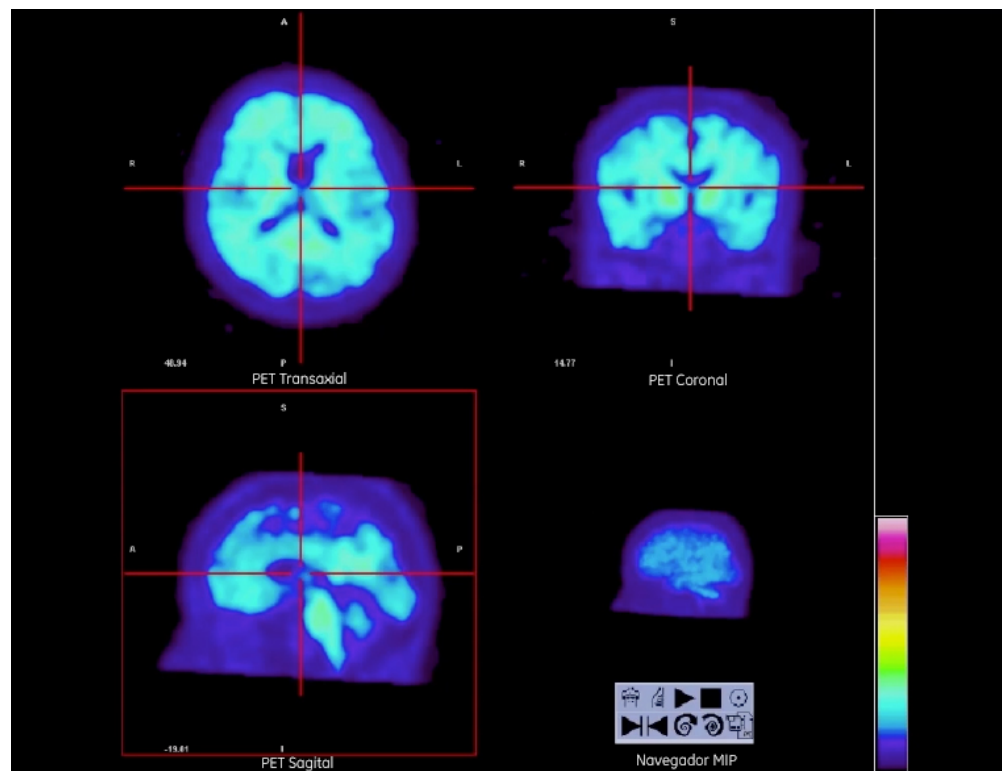 A
S
R
L
R
L
48.94
P
14.77
I
PET Transaxial
PET Coronal
S
A
P
-19.01
I
PET Sagital
Navegador MIP